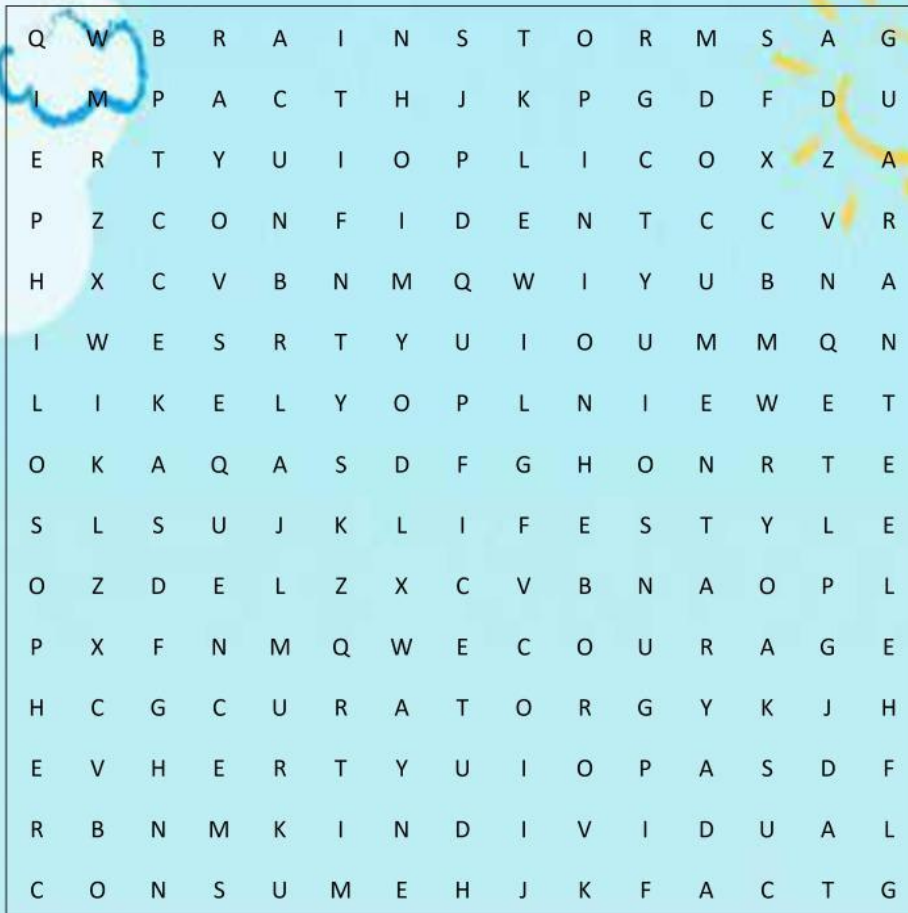 Q W B R A I N S T O R M S A G
I M P A C T H J K P G D F D U
E R T Y U I O P L I C O X Z A
P Z C O N F I D E N T C C V R
H X C V B N M Q W I Y U B N A
I W E S R T Y U I O U M M Q N
L I K E L Y O P L N I E W E T
O K A Q A S D F G H O N R T E
S L S U J K L I F E S T Y L E
O Z D E L Z X C V B N A O P L
P X F N M Q W E C O U R A G E
H C G C U R A T O R G Y K J H
E V H E R T Y U I O P A S D F
R B N M K I N D I V I D U A L
C O N S U M E H J K F A C T G